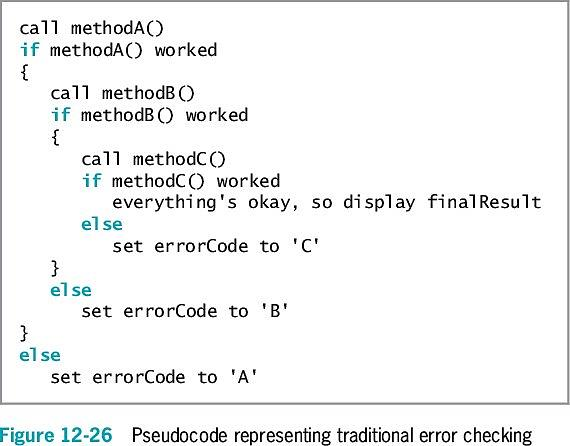 call methodA()
if methodA() worked
{
   call methodB()
   if methodB() worked
   {
      call methodC()
      if methodC() worked
         everything's okay, so display finalResult
      else
         set errorCode to 'C'
   }
   else
      set errorCode to 'B'
}
else
   set errorCode to 'A'
Figure 12-26 Pseudocode representing traditional error checking